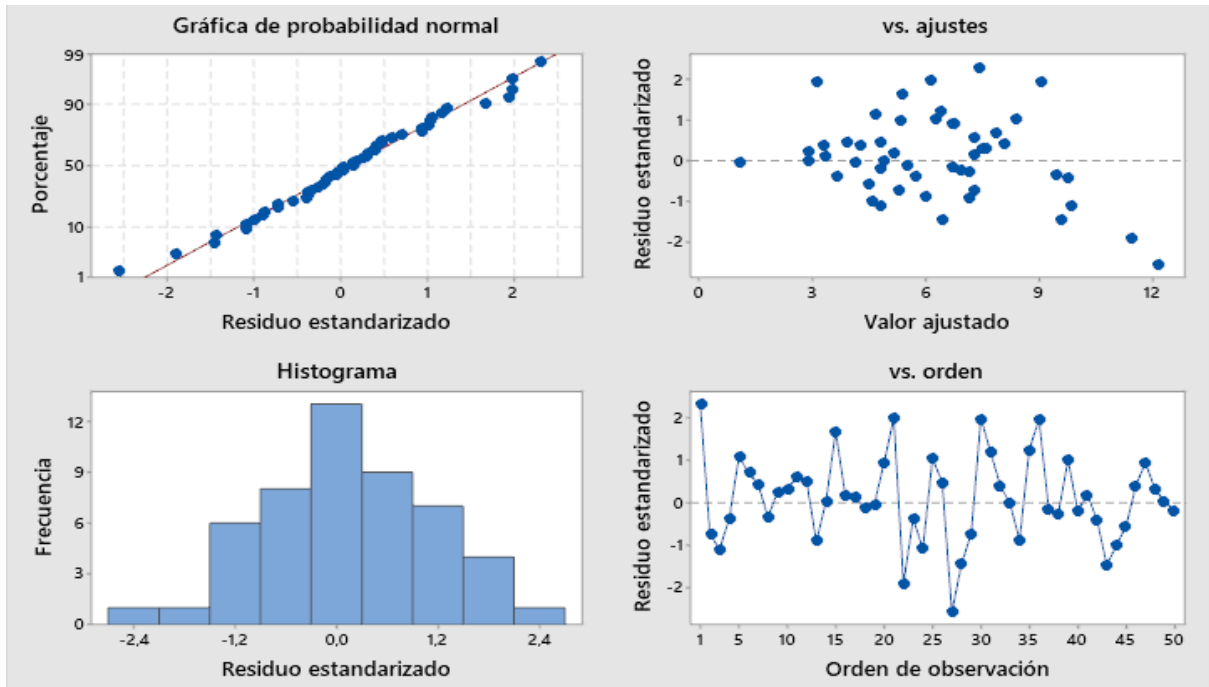 Gráfica de probabilidad normal
99
90
50
10
1
Porcentaje
-2 -1 0 1 2
Residuo estandarizado
vs. ajustes
2
1
0
-1
-2
Residuo estandarizado
0 3 6 9 12
Valor ajustado
Histograma
12
9
6
3
0
Frecuencia
-2,4 -1,2 0,0 1,2 2,4
Residuo estandarizado
vs. orden
2
1
0
-1
-2
Residuo estandarizado
1 5 10 15 20 25 30 35 40 45 50
Orden de observación